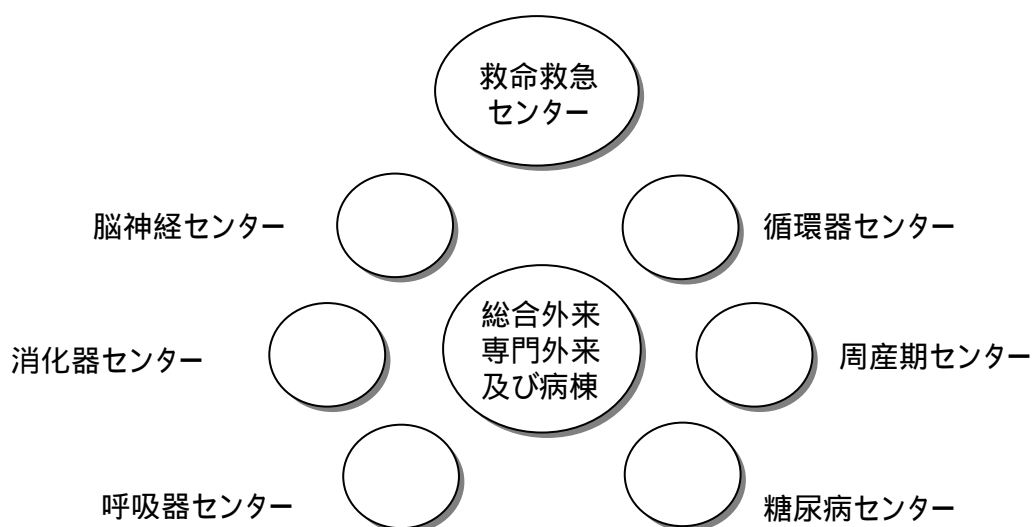 救命救急
センター
脳神経センター
循環器センター
総合外来
専門外来
及び病棟
消化器センター
周産期センター
呼吸器センター
糖尿病センター